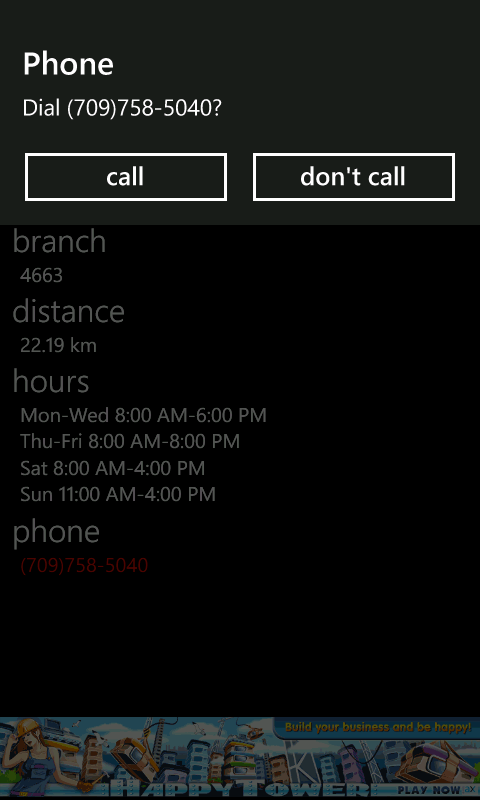 Phone
Dial (709)758-5040?
call
don't call
branch
4663
distance
22.19 km
hours
Mon-Wed 8:00 AM-6:00 PM
Thu-Fri 8:00 AM-8:00 PM
Sat 8:00 AM-4:00 PM
Sun 11:00 AM-4:00 PM
phone
(709)758-5040
Build your business and be happy!
HAPPYTOWER
PLAY NOW